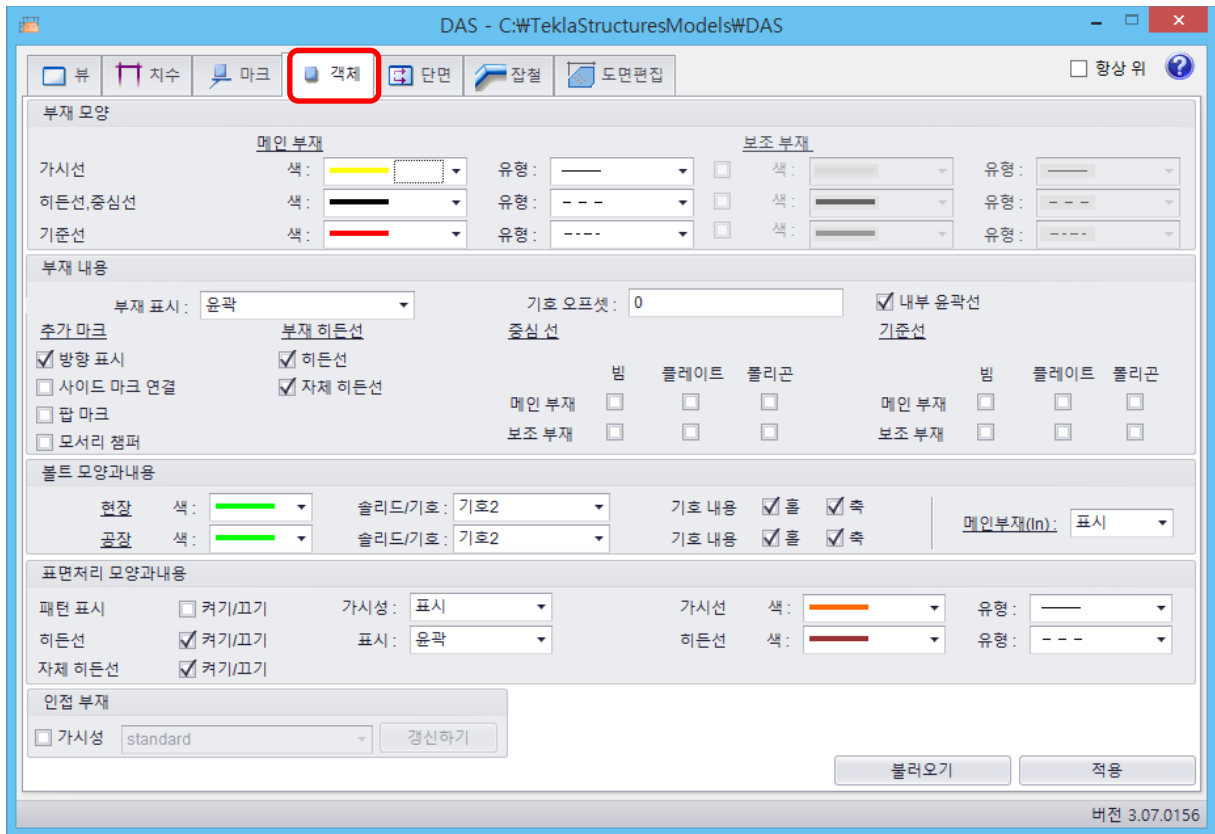 DAS - C:₩TeklaStructuresModels₩DAS
뷰 치수 마크 객체 단면 잡철 도면편집 항상 위
부재 모양
메인 부재 보조 부재
가시선 색 : 유형 : 색 : 유형 :
히든선,중심선 색 : 유형 : 색 : 유형 :
기준선 색 : 유형 : 색 : 유형 :
부재 내용
부재 표시 : 윤곽 기호 오프셋 : 0 내부 윤곽선
추가 마크 부재 히든선 중심 선 기준선
방향 표시 히든선
빔 플레이트 폴리곤 빔 플레이트 폴리곤
사이드 마크 연결 자체 히든선
메인 부재 메인 부재
팝 마크
보조 부재 보조 부재
모서리 챔퍼
볼트 모양과내용
현장 색 : 솔리드/기호 : 기호2 기호 내용 홀 축
메인부재(In) : 표시
공장 색 : 솔리드/기호 : 기호2 기호 내용 홀 축
표면처리 모양과내용
패턴 표시 켜기/끄기 가시성 : 표시 가시선 색 : 유형 :
히든선 켜기/끄기 표시 : 윤곽 히든선 색 : 유형 :
자체 히든선 켜기/끄기
인접 부재
가시성 standard 갱신하기
불러오기 적용
버전 3.07.0156